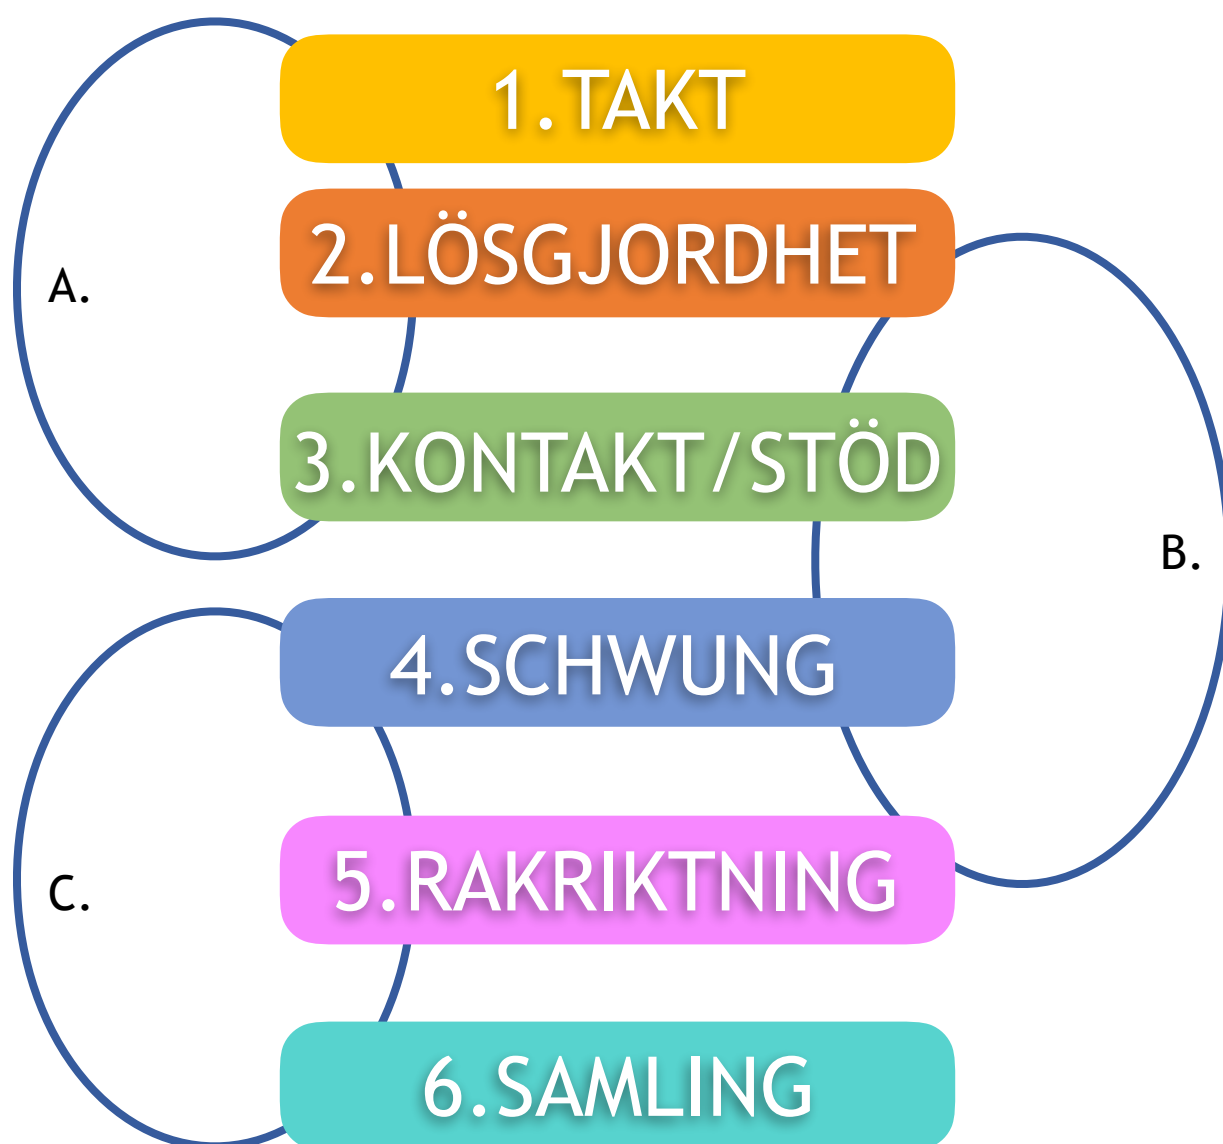 1.TAKT
2.LÖSGJORDHET
A.
3.KONTAKT/STÖD
B.
4.SCHWUNG
5.RAKRIKTNING
C.
6.SAMLING